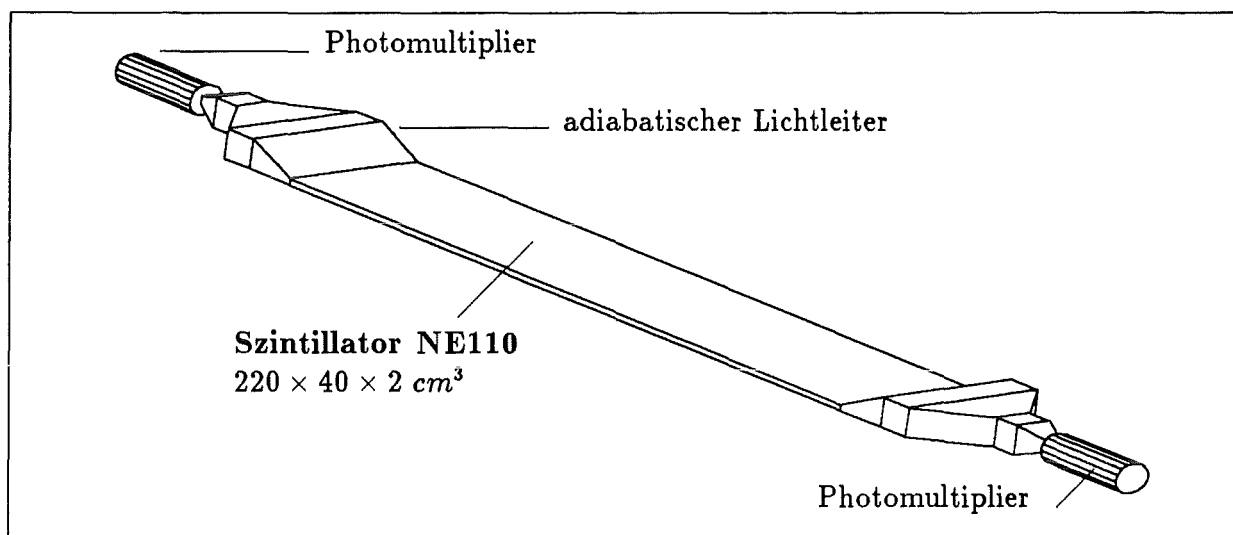 Photomultiplier
adiabatischer Lichtleiter
Szintillator NE110
220 × 40 × 2 cm³
Photomultiplier